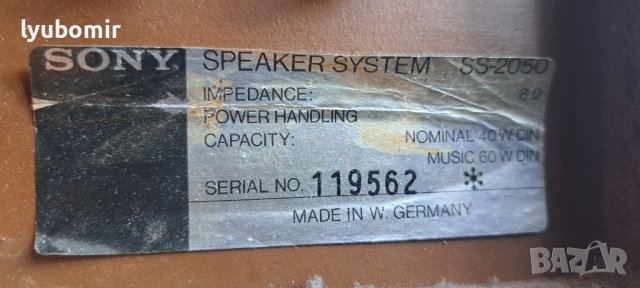 lyubomir
SONY SPEAKER SYSTEM SS-2050
IMPEDANCE: 8Ω
POWER HANDLING
CAPACITY: NOMINAL 40 W DIN
MUSIC 60 W DIN
SERIAL NO. 119562 *
MADE IN W. GERMANY
BAZAR